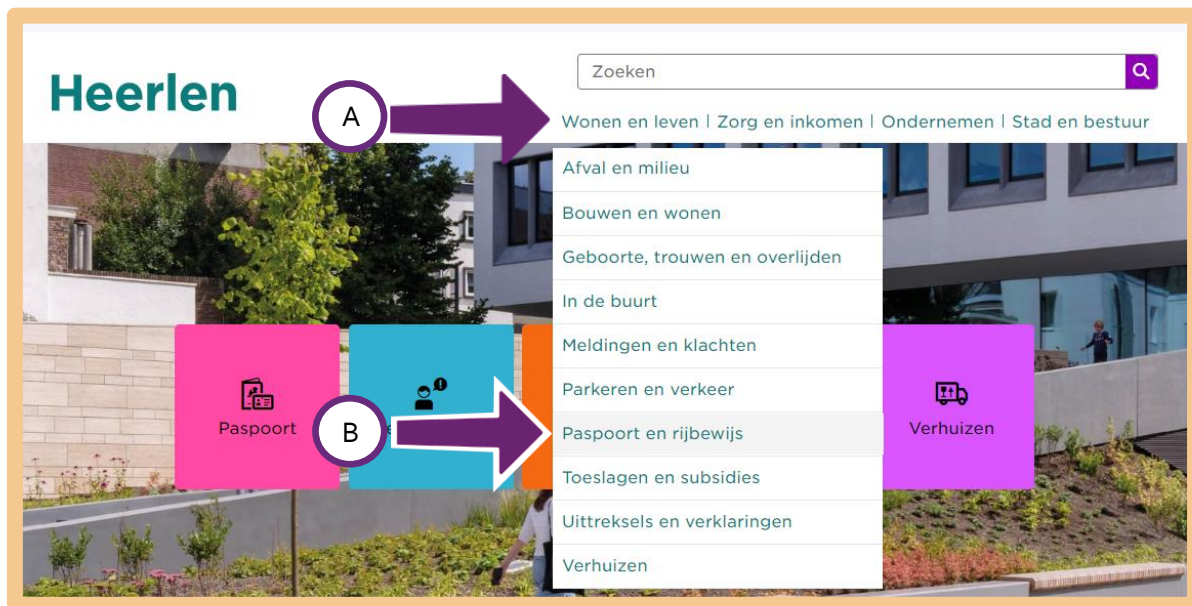 Heerlen
Zoeken
A
Wonen en leven | Zorg en inkomen | Ondernemen | Stad en bestuur
Afval en milieu
Bouwen en wonen
Geboorte, trouwen en overlijden
In de buurt
Meldingen en klachten
Parkeren en verkeer
Paspoort
B
Paspoort en rijbewijs
Verhuizen
Toeslagen en subsidies
Uittreksels en verklaringen
Verhuizen